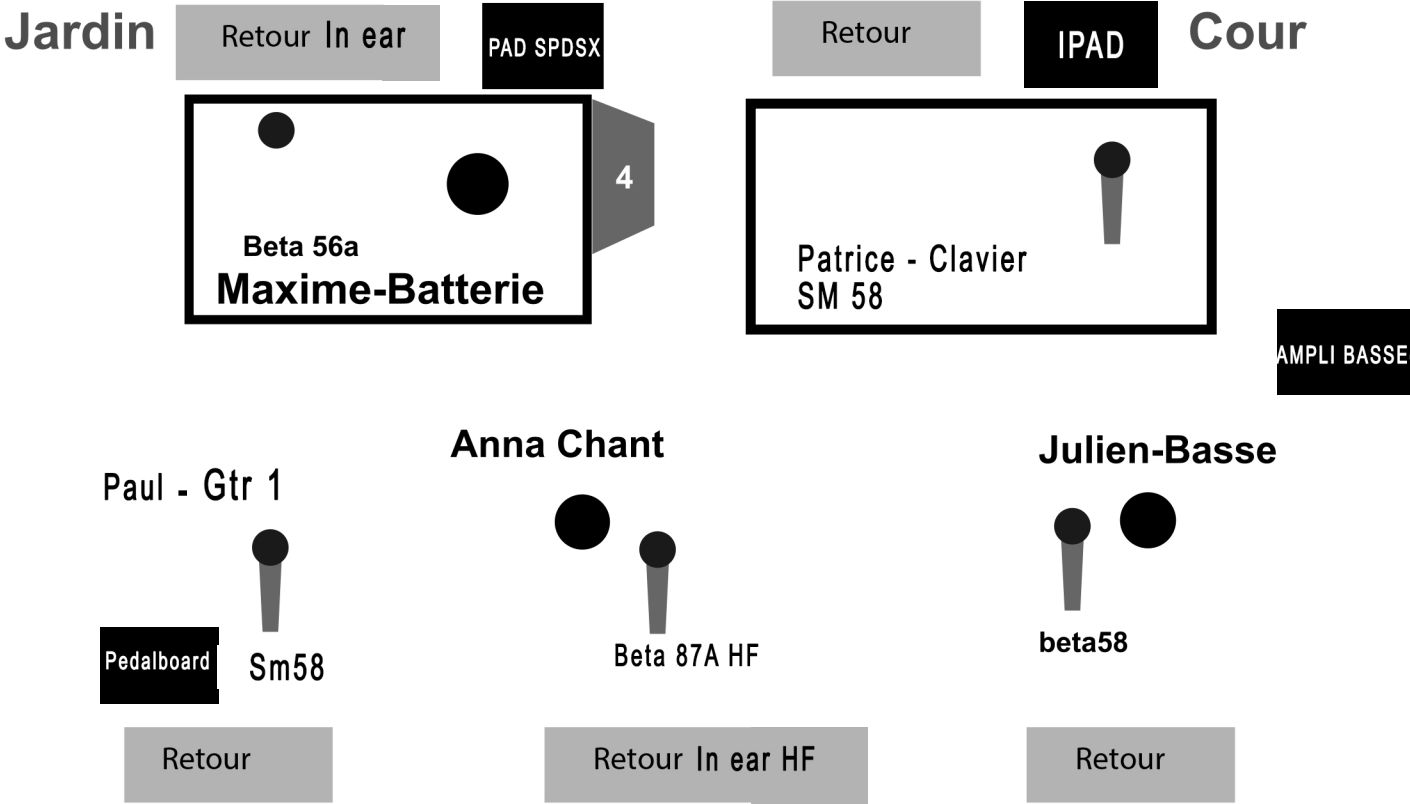 Jardin
Retour In ear
PAD SPDSX
Retour
IPAD
Cour
4
Beta 56a
Maxime-Batterie
Patrice - Clavier
SM 58
AMPLI BASSE
Anna Chant
Julien-Basse
Paul - Gtr 1
Pedalboard
Sm58
Beta 87A HF
beta58
Retour
Retour In ear HF
Retour